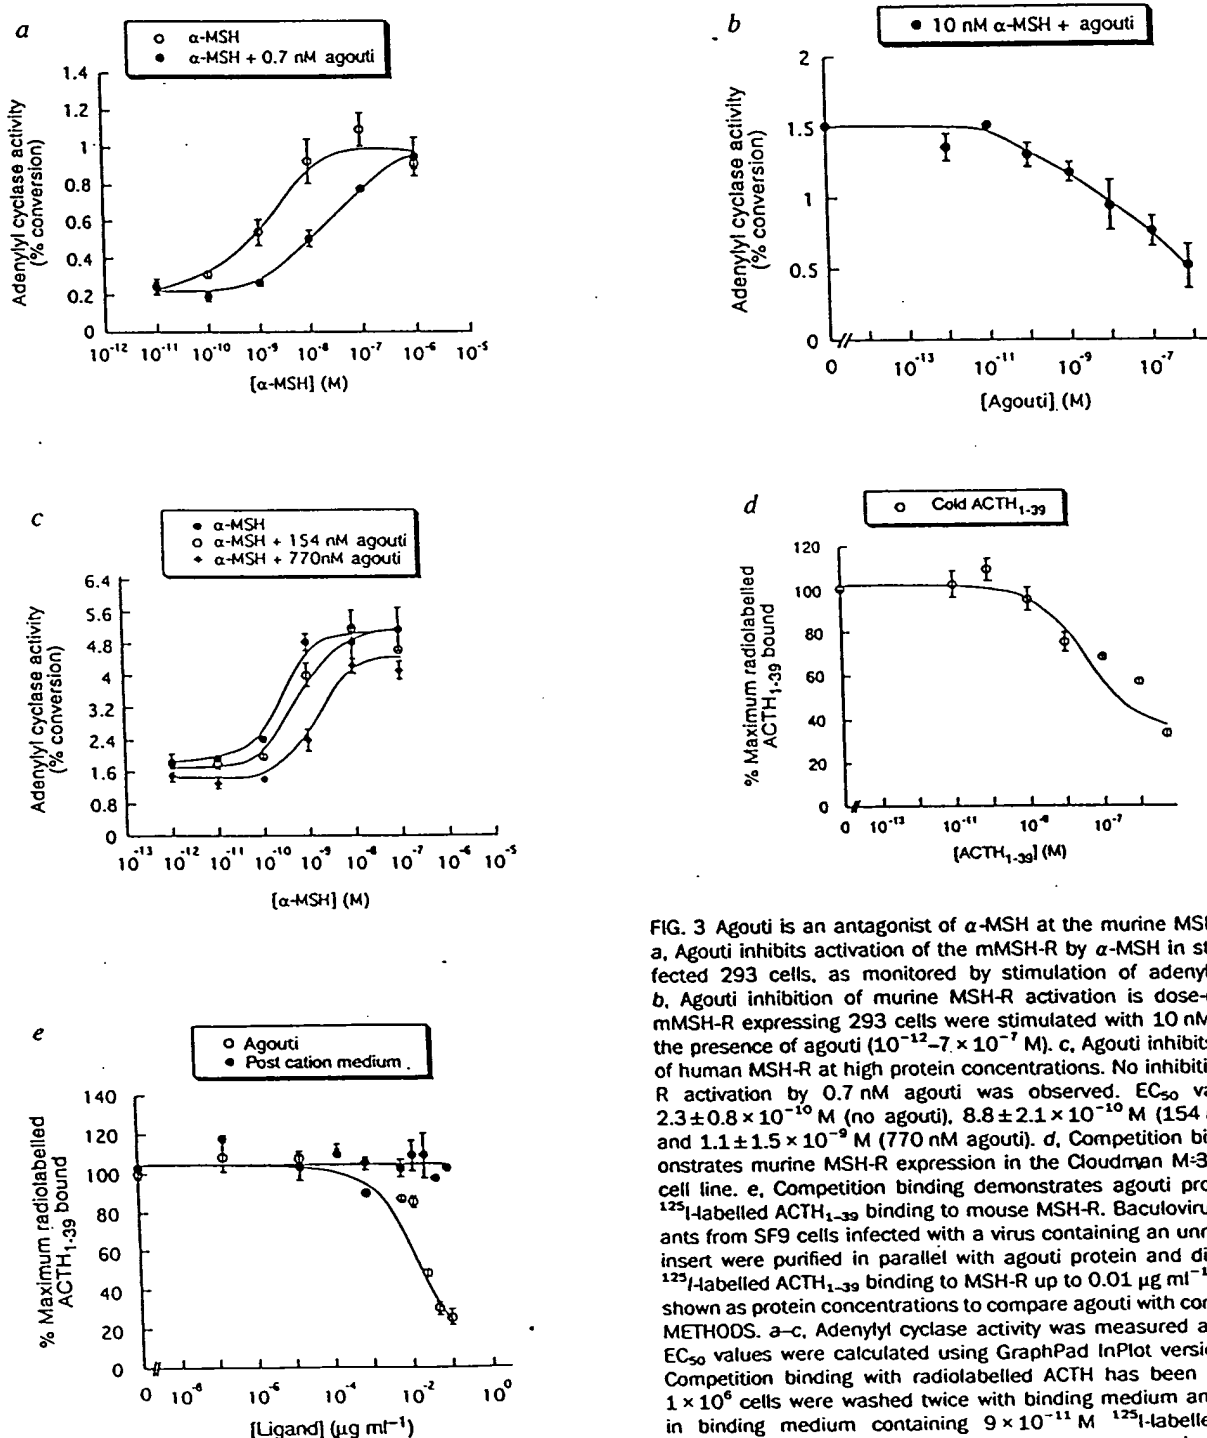 a
α-MSH
α-MSH + 0.7 nM agouti
Adenylyl cyclase activity
(% conversion)
1.4
1.2
1
0.8
0.6
0.4
0.2
0
10⁻¹² 10⁻¹¹ 10⁻¹⁰ 10⁻⁹ 10⁻⁸ 10⁻⁷ 10⁻⁶ 10⁻⁵
[α-MSH] (M)
b
10 nM α-MSH + agouti
Adenylyl cyclase activity
(% conversion)
2
1.5
1
0.5
0
0 10⁻¹³ 10⁻¹¹ 10⁻⁹ 10⁻⁷
[Agouti] (M)
c
α-MSH
α-MSH + 154 nM agouti
α-MSH + 770nM agouti
Adenylyl cyclase activity
(% conversion)
6.4
5.6
4.8
4
3.2
2.4
1.6
0.8
0
10⁻¹³ 10⁻¹² 10⁻¹¹ 10⁻¹⁰ 10⁻⁹ 10⁻⁸ 10⁻⁷ 10⁻⁶ 10⁻⁵
[α-MSH] (M)
d
Cold ACTH₁₋₃₉
% Maximum radiolabelled
ACTH₁₋₃₉ bound
120
100
80
60
40
20
0
0 10⁻¹³ 10⁻¹¹ 10⁻⁹ 10⁻⁷
[ACTH₁₋₃₉] (M)
e
Agouti
Post cation medium
% Maximum radiolabelled
ACTH₁₋₃₉ bound
140
120
100
80
60
40
20
0
0 10⁻⁸ 10⁻⁶ 10⁻⁴ 10⁻² 10⁰
[Ligand] (μg ml⁻¹)
FIG. 3 Agouti is an antagonist of α-MSH at the murine MSH
a, Agouti inhibits activation of the mMSH-R by α-MSH in st
fected 293 cells, as monitored by stimulation of adenyl
b, Agouti inhibition of murine MSH-R activation is dose-
mMSH-R expressing 293 cells were stimulated with 10 nM
the presence of agouti (10⁻¹²–7 × 10⁻⁷ M). c, Agouti inhibits
of human MSH-R at high protein concentrations. No inhibiti
R activation by 0.7 nM agouti was observed. EC₅₀ va
2.3 ± 0.8 × 10⁻¹⁰ M (no agouti), 8.8 ± 2.1 × 10⁻¹⁰ M (154
and 1.1 ± 1.5 × 10⁻⁹ M (770 nM agouti). d, Competition bi
onstrates murine MSH-R expression in the Cloudman M-3
cell line. e, Competition binding demonstrates agouti pro
¹²⁵I-labelled ACTH₁₋₃₉ binding to mouse MSH-R. Baculoviru
ants from SF9 cells infected with a virus containing an unr
insert were purified in parallel with agouti protein and di
¹²⁵I-labelled ACTH₁₋₃₉ binding to MSH-R up to 0.01 μg ml⁻¹
shown as protein concentrations to compare agouti with con
METHODS. a–c, Adenylyl cyclase activity was measured a
EC₅₀ values were calculated using GraphPad InPlot versi
Competition binding with radiolabelled ACTH has been
1 × 10⁶ cells were washed twice with binding medium an
in binding medium containing 9 × 10⁻¹¹ M ¹²⁵I-labelle